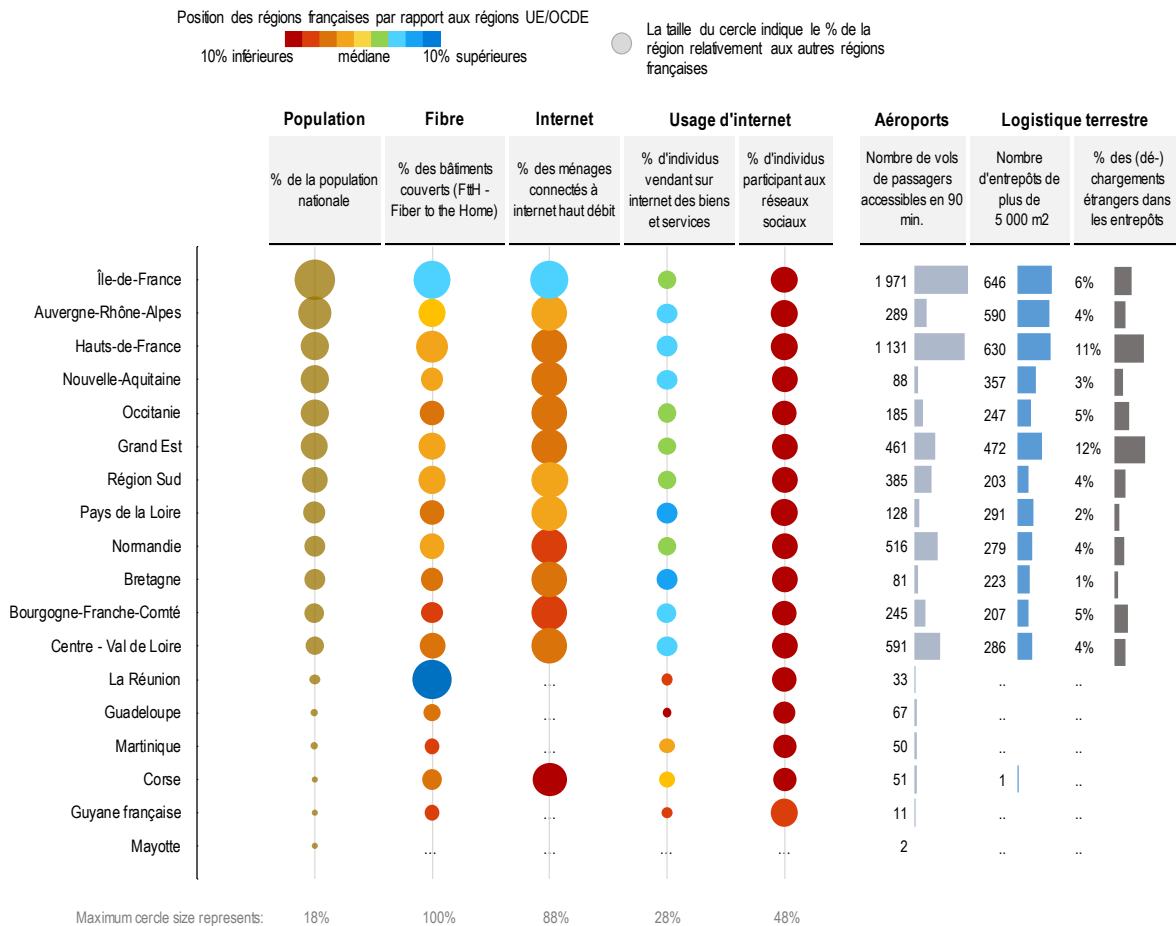 Position des régions françaises par rapport aux régions UE/OCDE
10% inférieures médiane 10% supérieures
La taille du cercle indique le % de la
région relativement aux autres régions
françaises
Population Fibre Internet Usage d'internet Aéroports Logistique terrestre
% de la population
nationale
% des bâtiments
couverts (FttH -
Fiber to the Home)
% des ménages
connectés à
internet haut débit
% d'individus
vendant sur
internet des biens
et services
% d'individus
participant aux
réseaux
sociaux
Nombre de vols
de passagers
accessibles en 90
min.
Nombre
d'entrepôts de
plus de
5 000 m2
% des (dé-)
chargements
étrangers dans
les entrepôts
Île-de-France 1 971 646 6%
Auvergne-Rhône-Alpes 289 590 4%
Hauts-de-France 1 131 630 11%
Nouvelle-Aquitaine 88 357 3%
Occitanie 185 247 5%
Grand Est 461 472 12%
Région Sud 385 203 4%
Pays de la Loire 128 291 2%
Normandie 516 279 4%
Bretagne 81 223 1%
Bourgogne-Franche-Comté 245 207 5%
Centre - Val de Loire 591 286 4%
La Réunion ... 33 .. ..
Guadeloupe ... 67 .. ..
Martinique ... 50 .. ..
Corse 51 1 ..
Guyane française ... 11 .. ..
Mayotte ... ... ... ... 2 .. ..
Maximum cercle size represents: 18% 100% 88% 28% 48%